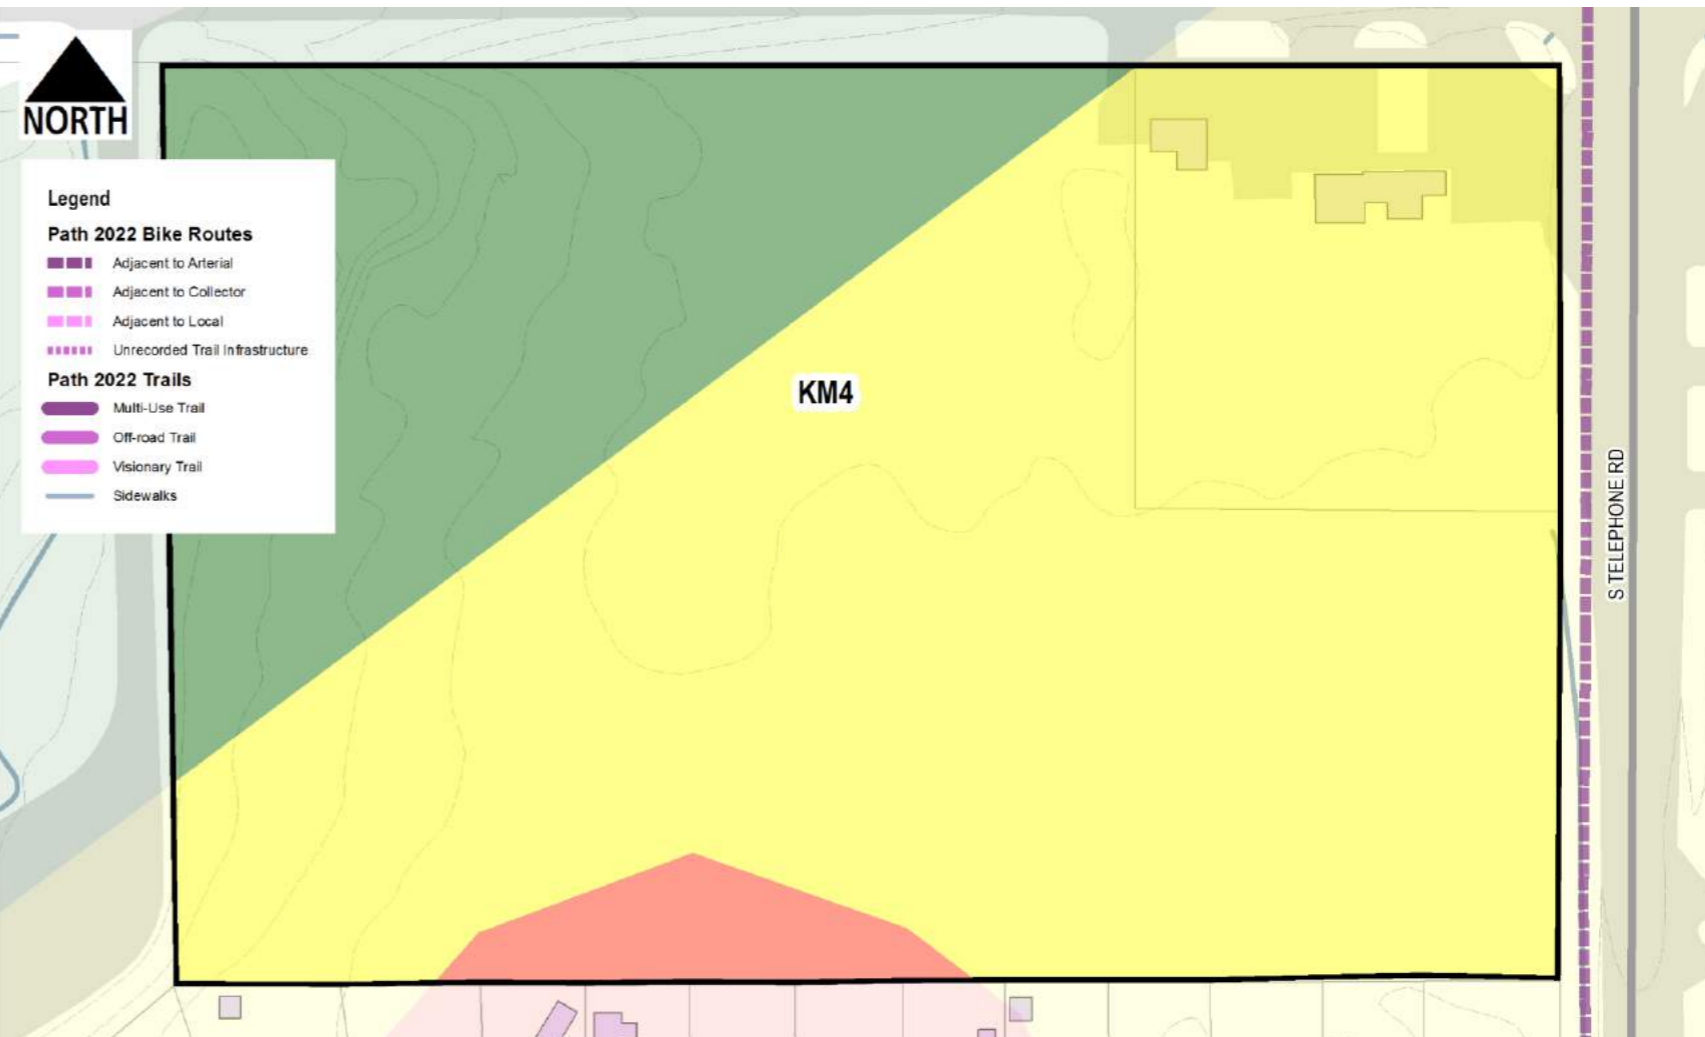 NORTH
Legend
Path 2022 Bike Routes
Adjacent to Arterial
Adjacent to Collector
Adjacent to Local
Unrecorded Trail Infrastructure
Path 2022 Trails
Multi-Use Trail
Off-road Trail
Visionary Trail
Sidewalks
KM4
S TELEPHONE RD